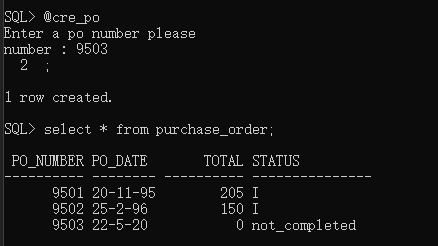 SQL> @cre_po
Enter a po number please
number : 9503
  2  ;
1 row created.
SQL> select * from purchase_order;
 PO_NUMBER PO_DATE       TOTAL STATUS
---------- -------- ---------- ---------------
      9501 20-11-95        205 I
      9502 25-2-96         150 I
      9503 22-5-20           0 not_completed